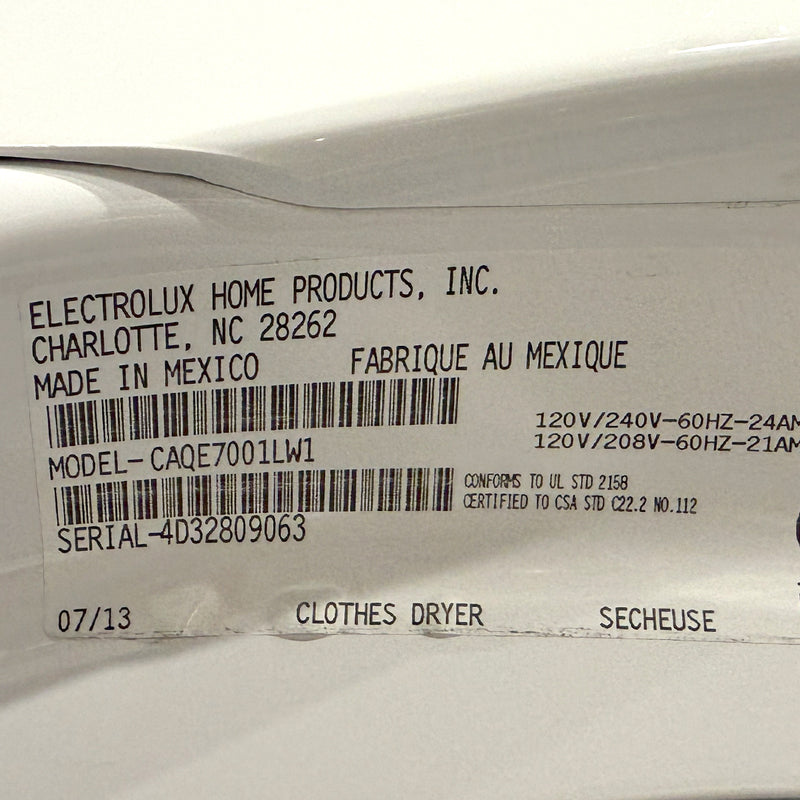 ELECTROLUX HOME PRODUCTS, INC.
CHARLOTTE, NC 28262
MADE IN MEXICO FABRIQUE AU MEXIQUE
120V/240V-60HZ-24AM
120V/208V-60HZ-21AM
MODEL-CAQE7001LW1
CONFORMS TO UL STD 2158
CERTIFIED TO CSA STD C22.2 NO.112
SERIAL-4D32809063
07/13 CLOTHES DRYER SECHEUSE